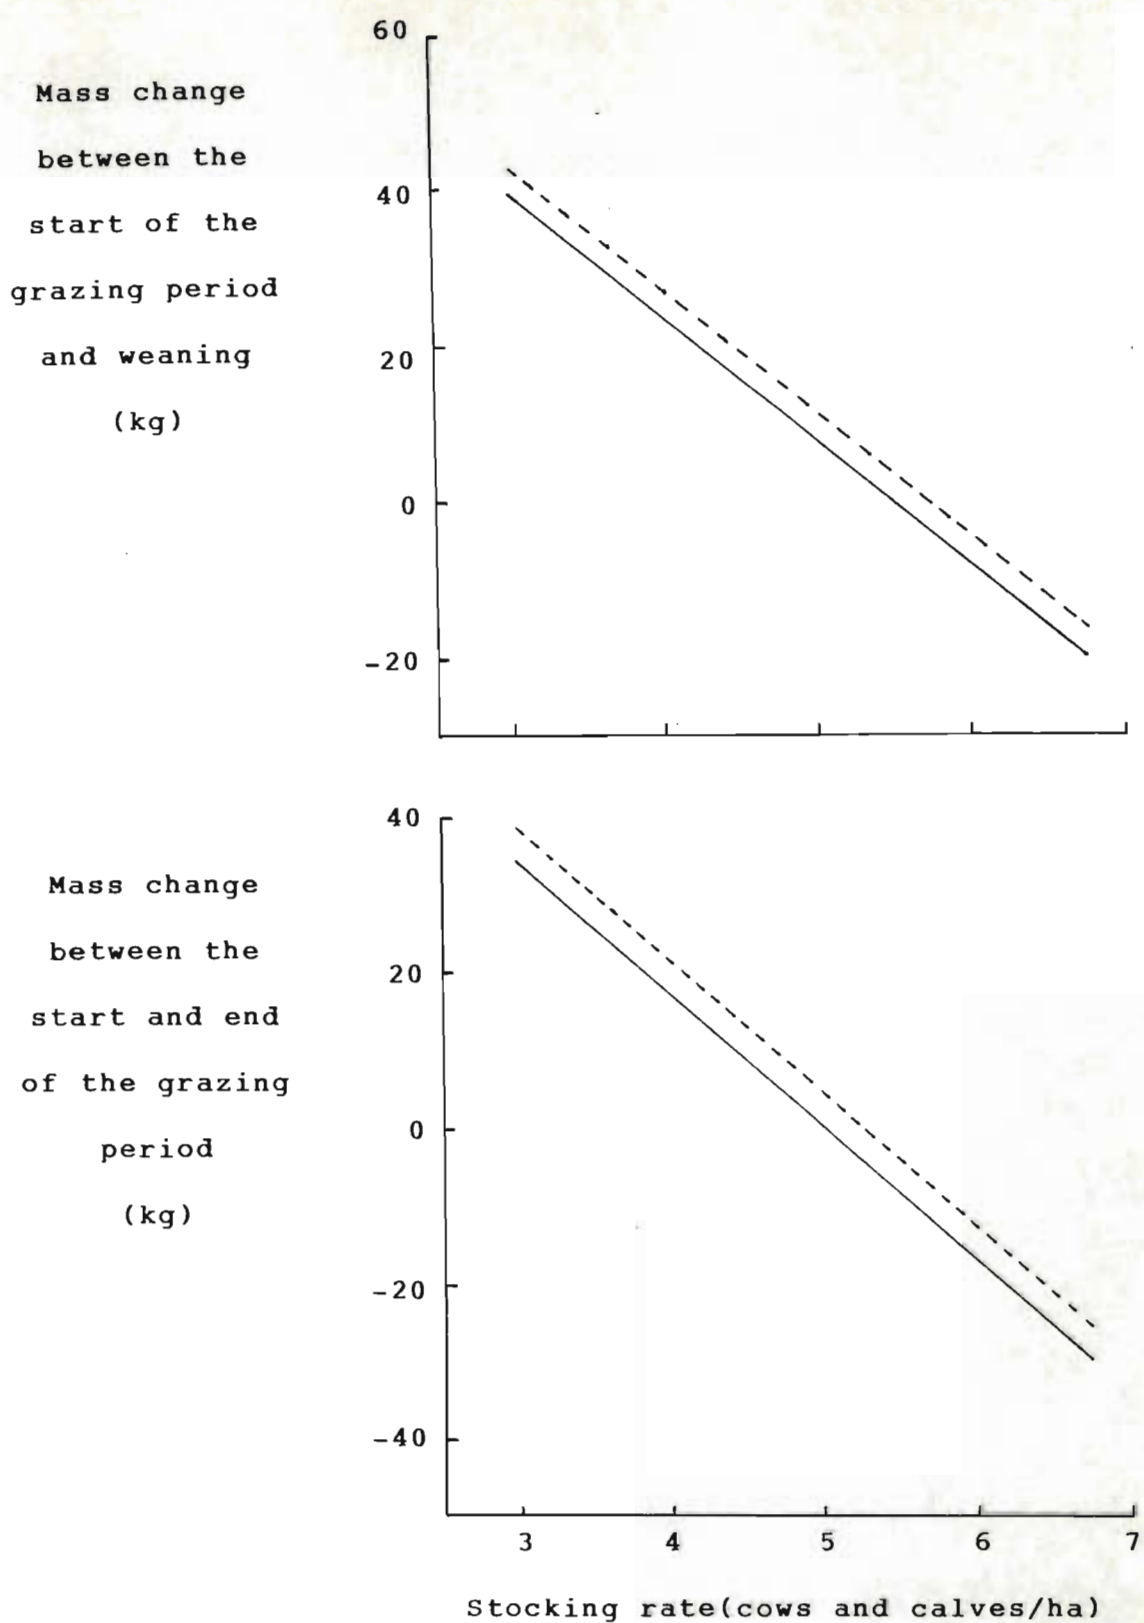 Mass change
between the
start of the
grazing period
and weaning
(kg)
60
40
20
0
-20
Mass change
between the
start and end
of the grazing
period
(kg)
40
20
0
-20
-40
3 4 5 6 7
Stocking rate(cows and calves/ha)